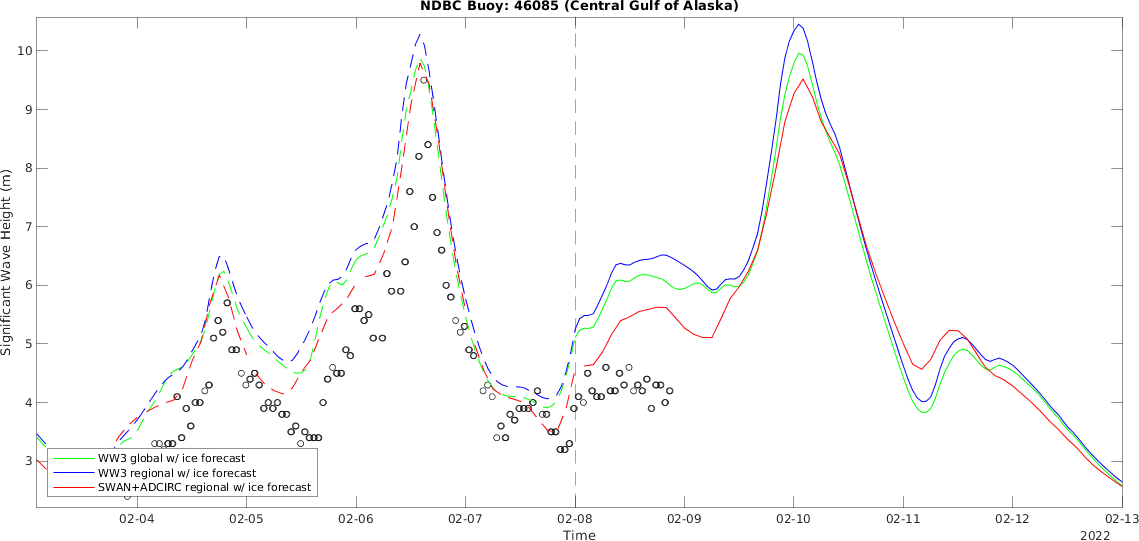 NDBC Buoy: 46085 (Central Gulf of Alaska)
Significant Wave Height (m)
10
9
8
7
6
5
4
3
WW3 global w/ ice forecast
WW3 regional w/ ice forecast
SWAN+ADCIRC regional w/ ice forecast
02-04 02-05 02-06 02-07 02-08 02-09 02-10 02-11 02-12 02-13
Time
2022